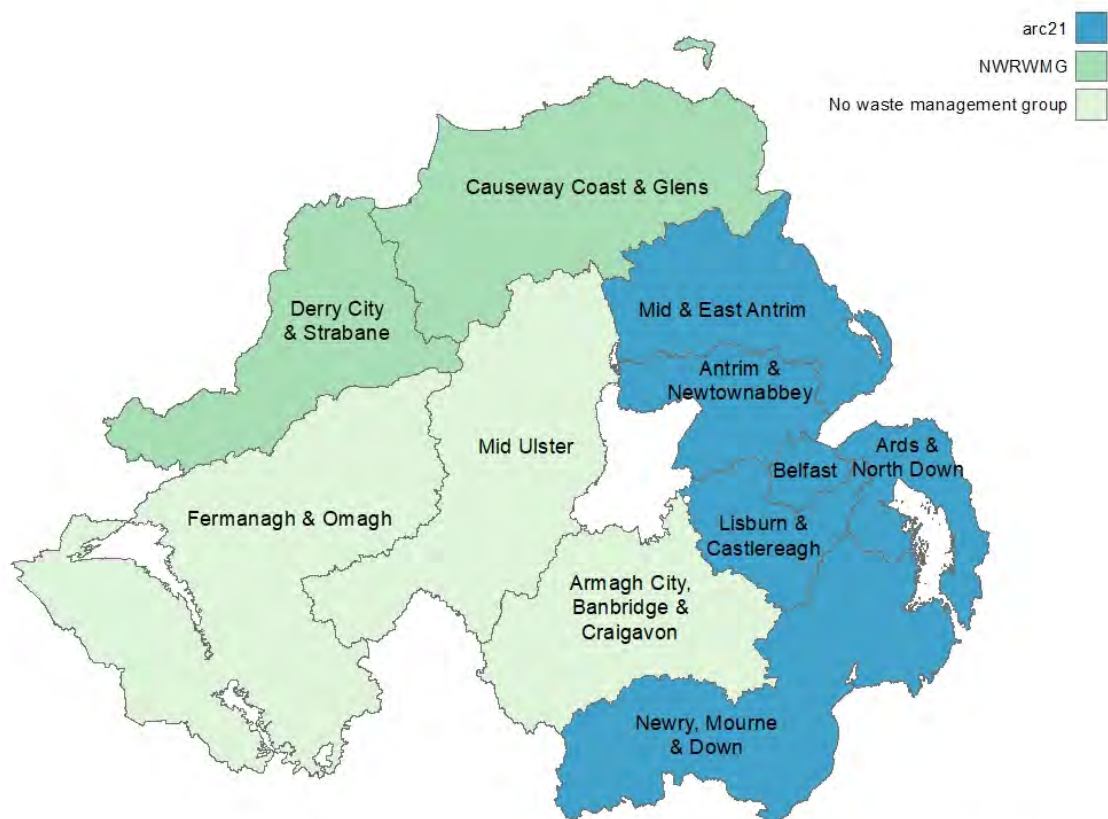 arc21
NWRWMG
No waste management group
Causeway Coast & Glens
Derry City
& Strabane
Mid & East Antrim
Antrim &
Newtownabbey
Mid Ulster
Belfast
Ards &
North Down
Fermanagh & Omagh
Lisburn &
Castlereagh
Armagh City,
Banbridge &
Craigavon
Newry, Mourne
& Down